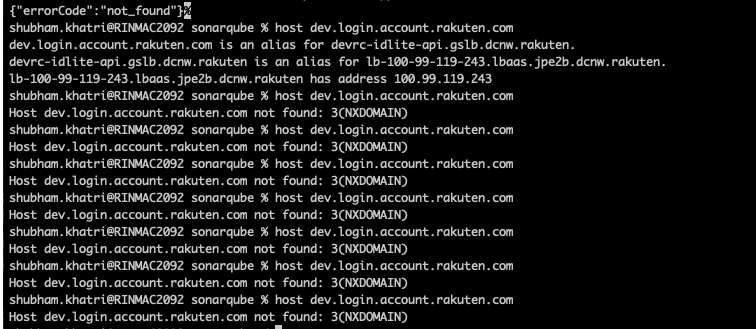 {"errorCode":"not_found"}%
shubham.khatri@RINMAC2092 sonarqube % host dev.login.account.rakuten.com
dev.login.account.rakuten.com is an alias for devrc-idlite-api.gslb.dcnw.rakuten.
devrc-idlite-api.gslb.dcnw.rakuten is an alias for lb-100-99-119-243.lbaas.jpe2b.dcnw.rakuten.
lb-100-99-119-243.lbaas.jpe2b.dcnw.rakuten has address 100.99.119.243
shubham.khatri@RINMAC2092 sonarqube % host dev.login.account.rakuten.com
Host dev.login.account.rakuten.com not found: 3(NXDOMAIN)
shubham.khatri@RINMAC2092 sonarqube % host dev.login.account.rakuten.com
Host dev.login.account.rakuten.com not found: 3(NXDOMAIN)
shubham.khatri@RINMAC2092 sonarqube % host dev.login.account.rakuten.com
Host dev.login.account.rakuten.com not found: 3(NXDOMAIN)
shubham.khatri@RINMAC2092 sonarqube % host dev.login.account.rakuten.com
Host dev.login.account.rakuten.com not found: 3(NXDOMAIN)
shubham.khatri@RINMAC2092 sonarqube % host dev.login.account.rakuten.com
Host dev.login.account.rakuten.com not found: 3(NXDOMAIN)
shubham.khatri@RINMAC2092 sonarqube % host dev.login.account.rakuten.com
Host dev.login.account.rakuten.com not found: 3(NXDOMAIN)
shubham.khatri@RINMAC2092 sonarqube % host dev.login.account.rakuten.com
Host dev.login.account.rakuten.com not found: 3(NXDOMAIN)